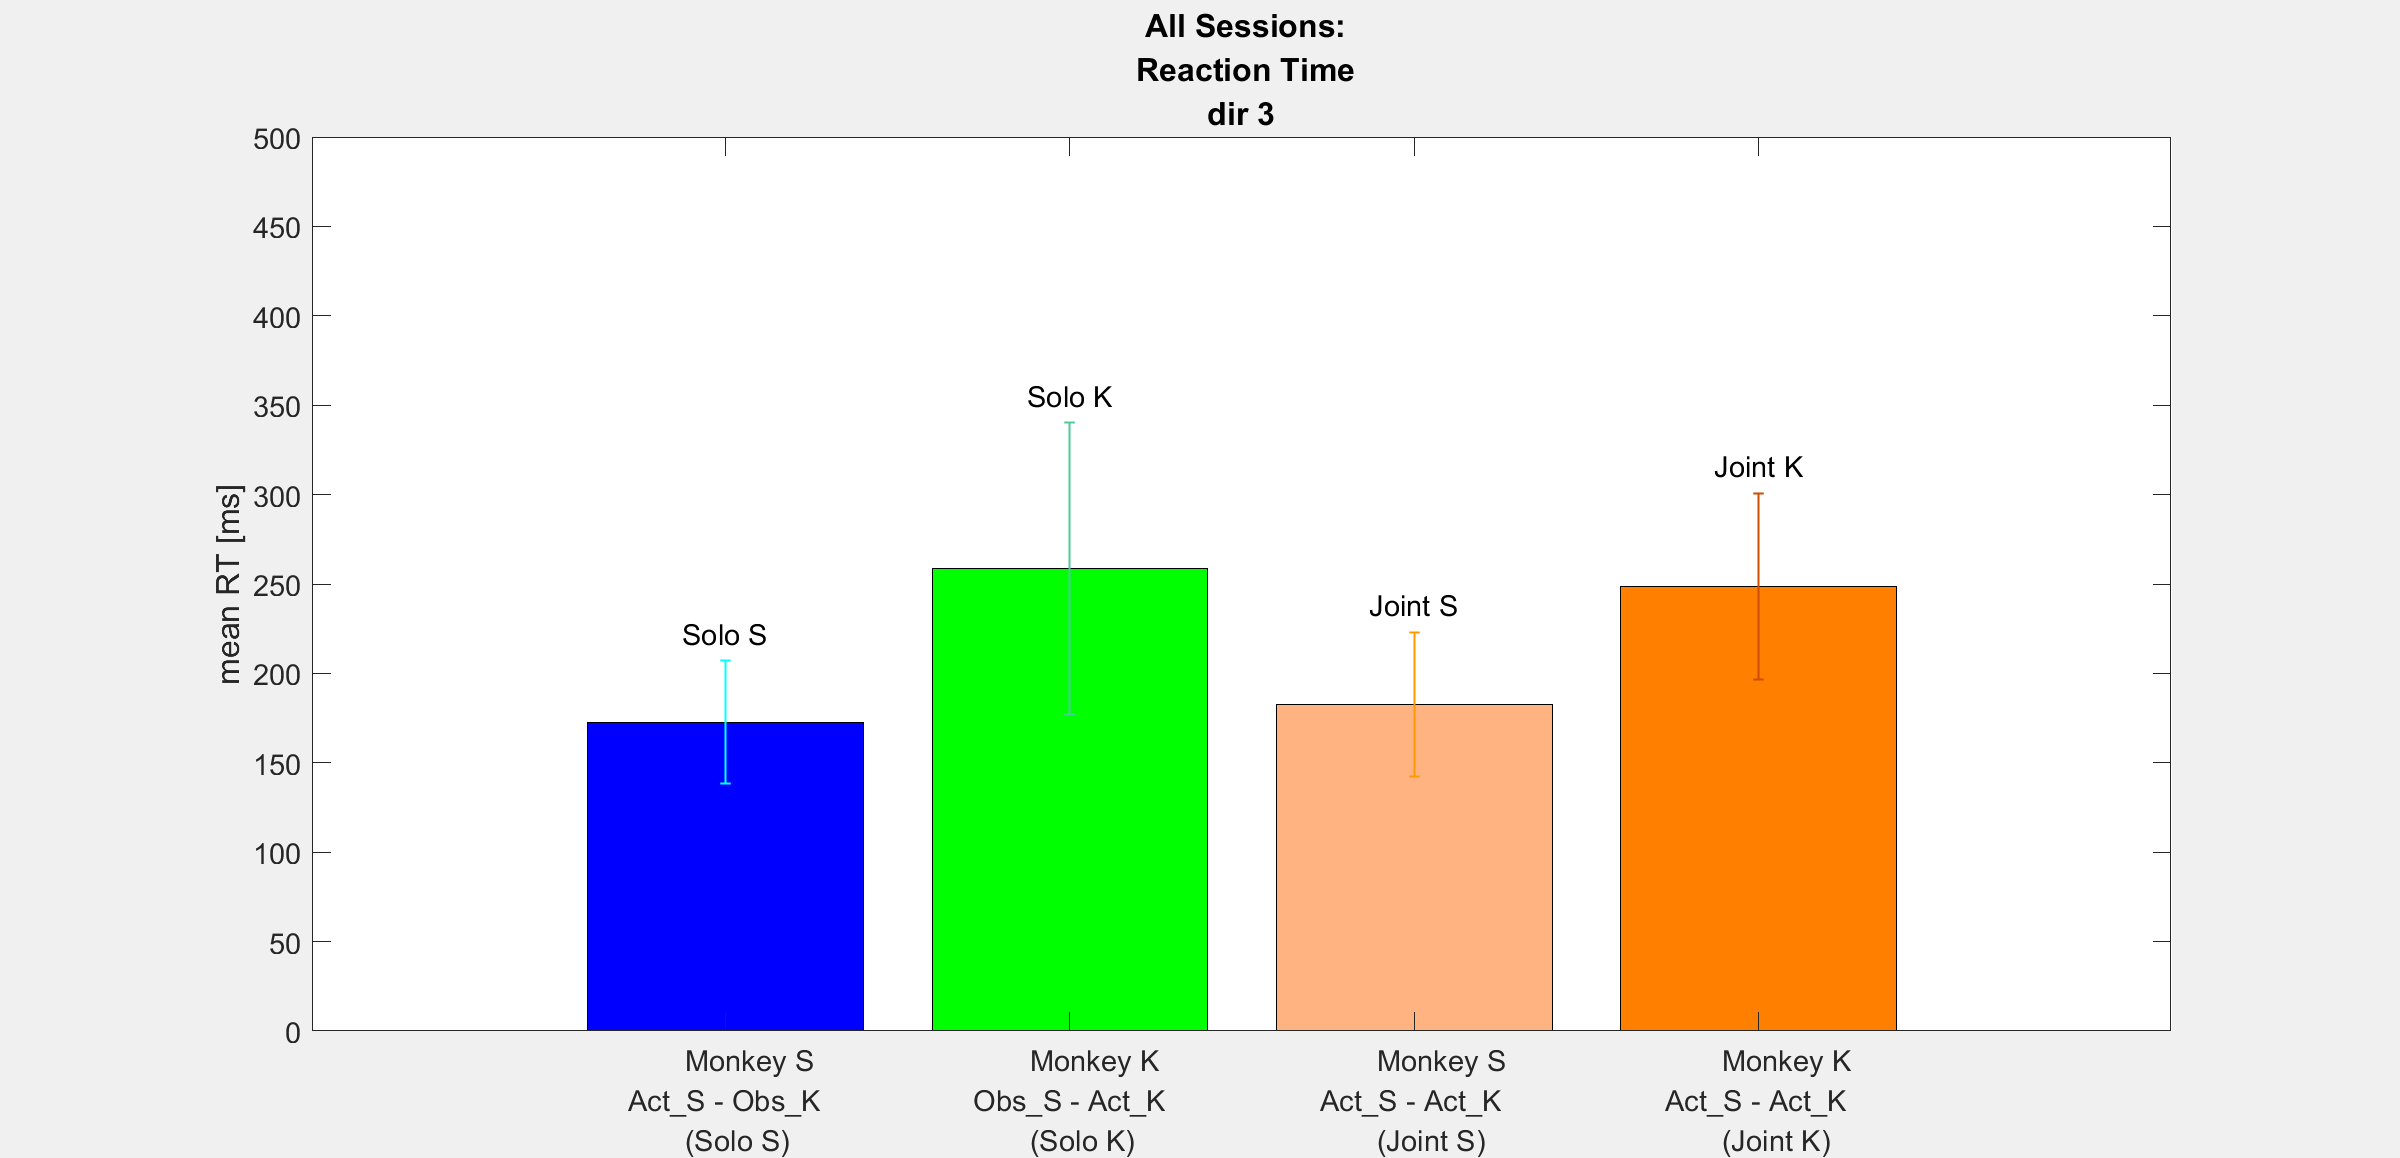 All Sessions:
Reaction Time
dir 3
500
450
400
350
300
250
200
150
100
50
0
mean RT [ms]
Solo S
Solo K
Joint S
Joint K
Monkey S
Act_S - Obs_K
(Solo S)
Monkey K
Obs_S - Act_K
(Solo K)
Monkey S
Act_S - Act_K
(Joint S)
Monkey K
Act_S - Act_K
(Joint K)